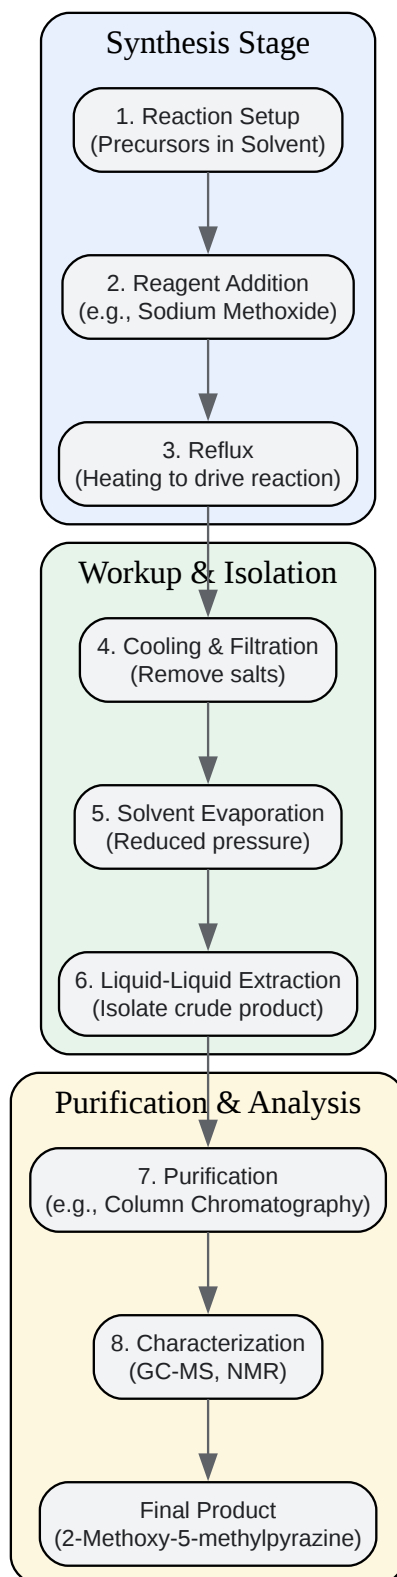 Synthesis Stage
1. Reaction Setup
(Precursors in Solvent)
2. Reagent Addition
(e.g., Sodium Methoxide)
3. Reflux
(Heating to drive reaction)
Workup & Isolation
4. Cooling & Filtration
(Remove salts)
5. Solvent Evaporation
(Reduced pressure)
6. Liquid-Liquid Extraction
(Isolate crude product)
Purification & Analysis
7. Purification
(e.g., Column Chromatography)
8. Characterization
(GC-MS, NMR)
Final Product
(2-Methoxy-5-methylpyrazine)